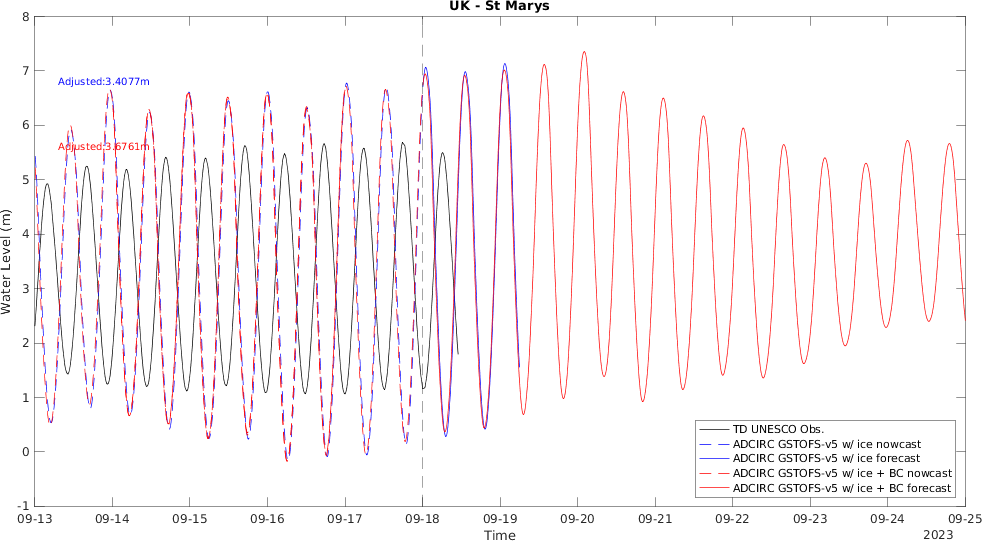 UK - St Marys
8
7
6
5
4
3
2
1
0
-1
Water Level (m)
Adjusted:3.4077m
Adjusted:3.6761m
TD UNESCO Obs.
ADCIRC GSTOFS-v5 w/ ice nowcast
ADCIRC GSTOFS-v5 w/ ice forecast
ADCIRC GSTOFS-v5 w/ ice + BC nowcast
ADCIRC GSTOFS-v5 w/ ice + BC forecast
09-13 09-14 09-15 09-16 09-17 09-18 09-19 09-20 09-21 09-22 09-23 09-24 09-25
Time
2023